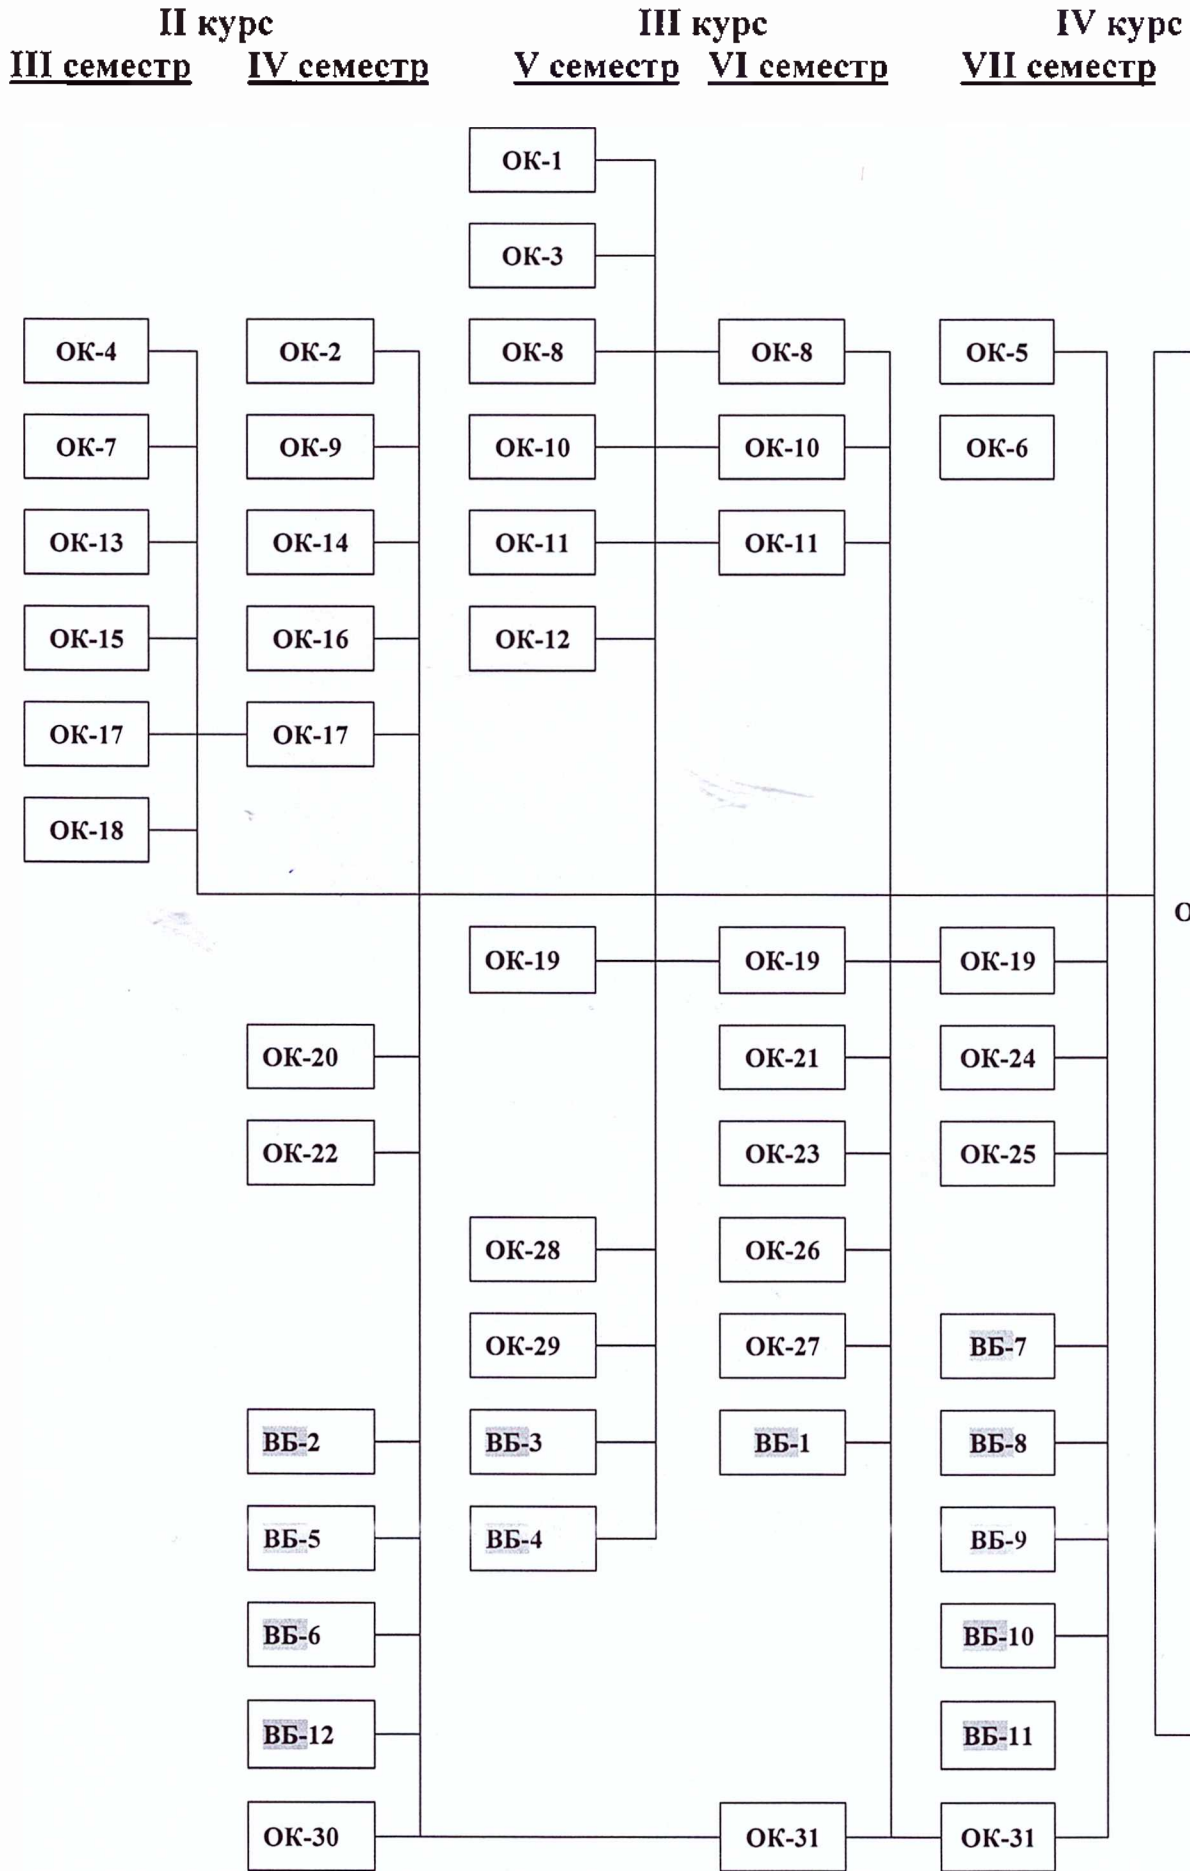 II курс III курс IV курс
III семестр IV семестр V семестр VI семестр VII семестр
ОК-1
ОК-3
ОК-4 ОК-2 ОК-8 ОК-8 ОК-5
ОК-7 ОК-9 ОК-10 ОК-10 ОК-6
ОК-13 ОК-14 ОК-11 ОК-11
ОК-15 ОК-16 ОК-12
ОК-17 ОК-17
ОК-18
О
ОК-19 ОК-19 ОК-19
ОК-20 ОК-21 ОК-24
ОК-22 ОК-23 ОК-25
ОК-28 ОК-26
ОК-29 ОК-27 ВБ-7
ВБ-2 ВБ-3 ВБ-1 ВБ-8
ВБ-5 ВБ-4 ВБ-9
ВБ-6 ВБ-10
ВБ-12 ВБ-11
ОК-30 ОК-31 ОК-31